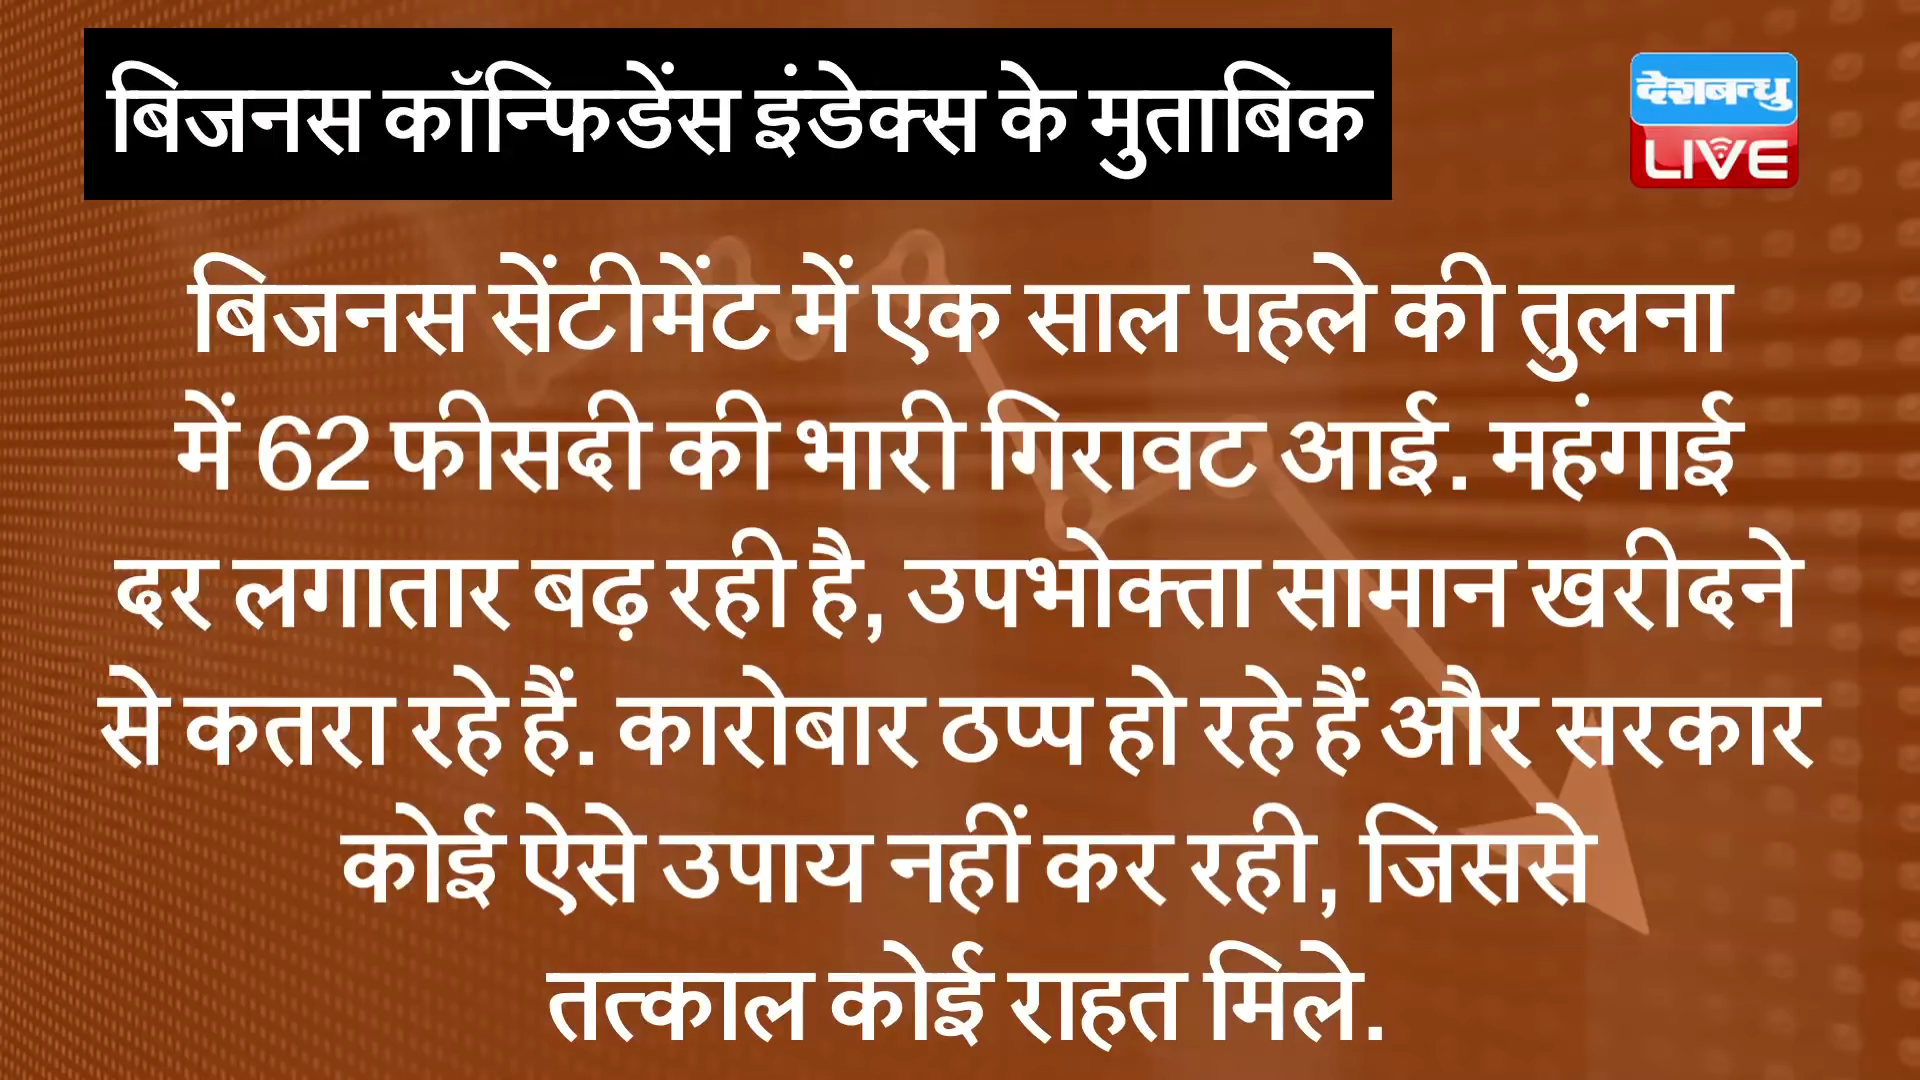 बिजनस कॉन्फिडेंस इंडेक्स के मुताबिक
देशबन्धु
LIVE
बिजनस सेंटीमेंट में एक साल पहले की तुलना
में 62 फीसदी की भारी गिरावट आई. महंगाई
दर लगातार बढ़ रही है, उपभोक्ता सामान खरीदने
से कतरा रहे हैं. कारोबार ठप्प हो रहे हैं और सरकार
कोई ऐसे उपाय नहीं कर रही, जिससे
तत्काल कोई राहत मिले.